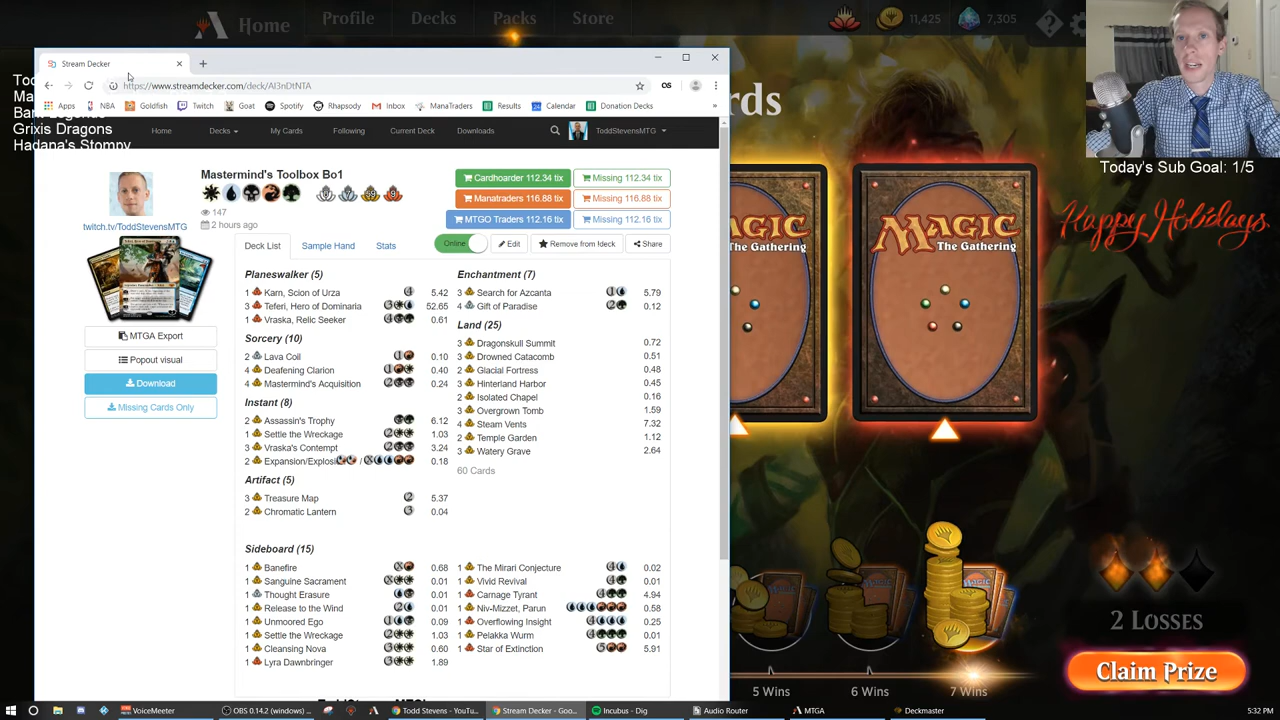 Home Profile Decks Packs Store 11,425 7,305
Stream Decker
https://www.streamdecker.com/deck/AI3nDtNTA
Apps NBA Goldfish Twitch Goat Spotify Rhapsody Inbox ManaTraders Results Calendar Donation Decks »
Grixis Dragons
Hadana's Stompy
Home Decks My Cards Following Current Deck Downloads ToddStevensMTG
Today's Sub Goal: 1/5
Happy Holidays
twitch.tv/ToddStevensMTG
MTGA Export
Popout visual
Download
Missing Cards Only
Mastermind's Toolbox Bo1
147
2 hours ago
Cardhoarder 112.34 tix Missing 112.34 tix
Manatraders 116.88 tix Missing 116.88 tix
MTGO Traders 112.16 tix Missing 112.16 tix
Deck List Sample Hand Stats Online Edit Remove from !deck Share
Planeswalker (5)
1 Karn, Scion of Urza 5.42
3 Teferi, Hero of Dominaria 52.65
1 Vraska, Relic Seeker 0.61
Sorcery (10)
2 Lava Coil 0.10
4 Deafening Clarion 0.40
4 Mastermind's Acquisition 0.24
Instant (8)
2 Assassin's Trophy 6.12
1 Settle the Wreckage 1.03
3 Vraska's Contempt 3.24
2 Expansion/Explosi 0.18
Artifact (5)
3 Treasure Map 5.37
2 Chromatic Lantern 0.04
Enchantment (7)
3 Search for Azcanta 5.79
4 Gift of Paradise 0.12
Land (25)
3 Dragonskull Summit 0.72
3 Drowned Catacomb 0.51
2 Glacial Fortress 0.48
3 Hinterland Harbor 0.45
2 Isolated Chapel 0.16
3 Overgrown Tomb 1.59
4 Steam Vents 7.32
2 Temple Garden 1.12
3 Watery Grave 2.64
60 Cards
Sideboard (15)
1 Banefire 0.68
1 Sanguine Sacrament 0.01
1 Thought Erasure 0.01
1 Release to the Wind 0.01
1 Unmoored Ego 0.09
1 Settle the Wreckage 1.03
1 Cleansing Nova 0.60
1 Lyra Dawnbringer 1.89
1 The Mirari Conjecture 0.02
1 Vivid Revival 0.01
1 Carnage Tyrant 4.94
1 Niv-Mizzet, Parun 0.58
1 Overflowing Insight 0.25
1 Pelakka Wurm 0.01
1 Star of Extinction 5.91
MAGIC
The Gathering
MAGIC
The Gathering
2 Losses
Claim Prize
5 Wins 6 Wins 7 Wins
VoiceMeeter OBS 0.14.2 (windows) ... Todd Stevens - YouTu... Stream Decker - Goo... Incubus - Dig Audio Router MTGA Deckmaster 5:32 PM